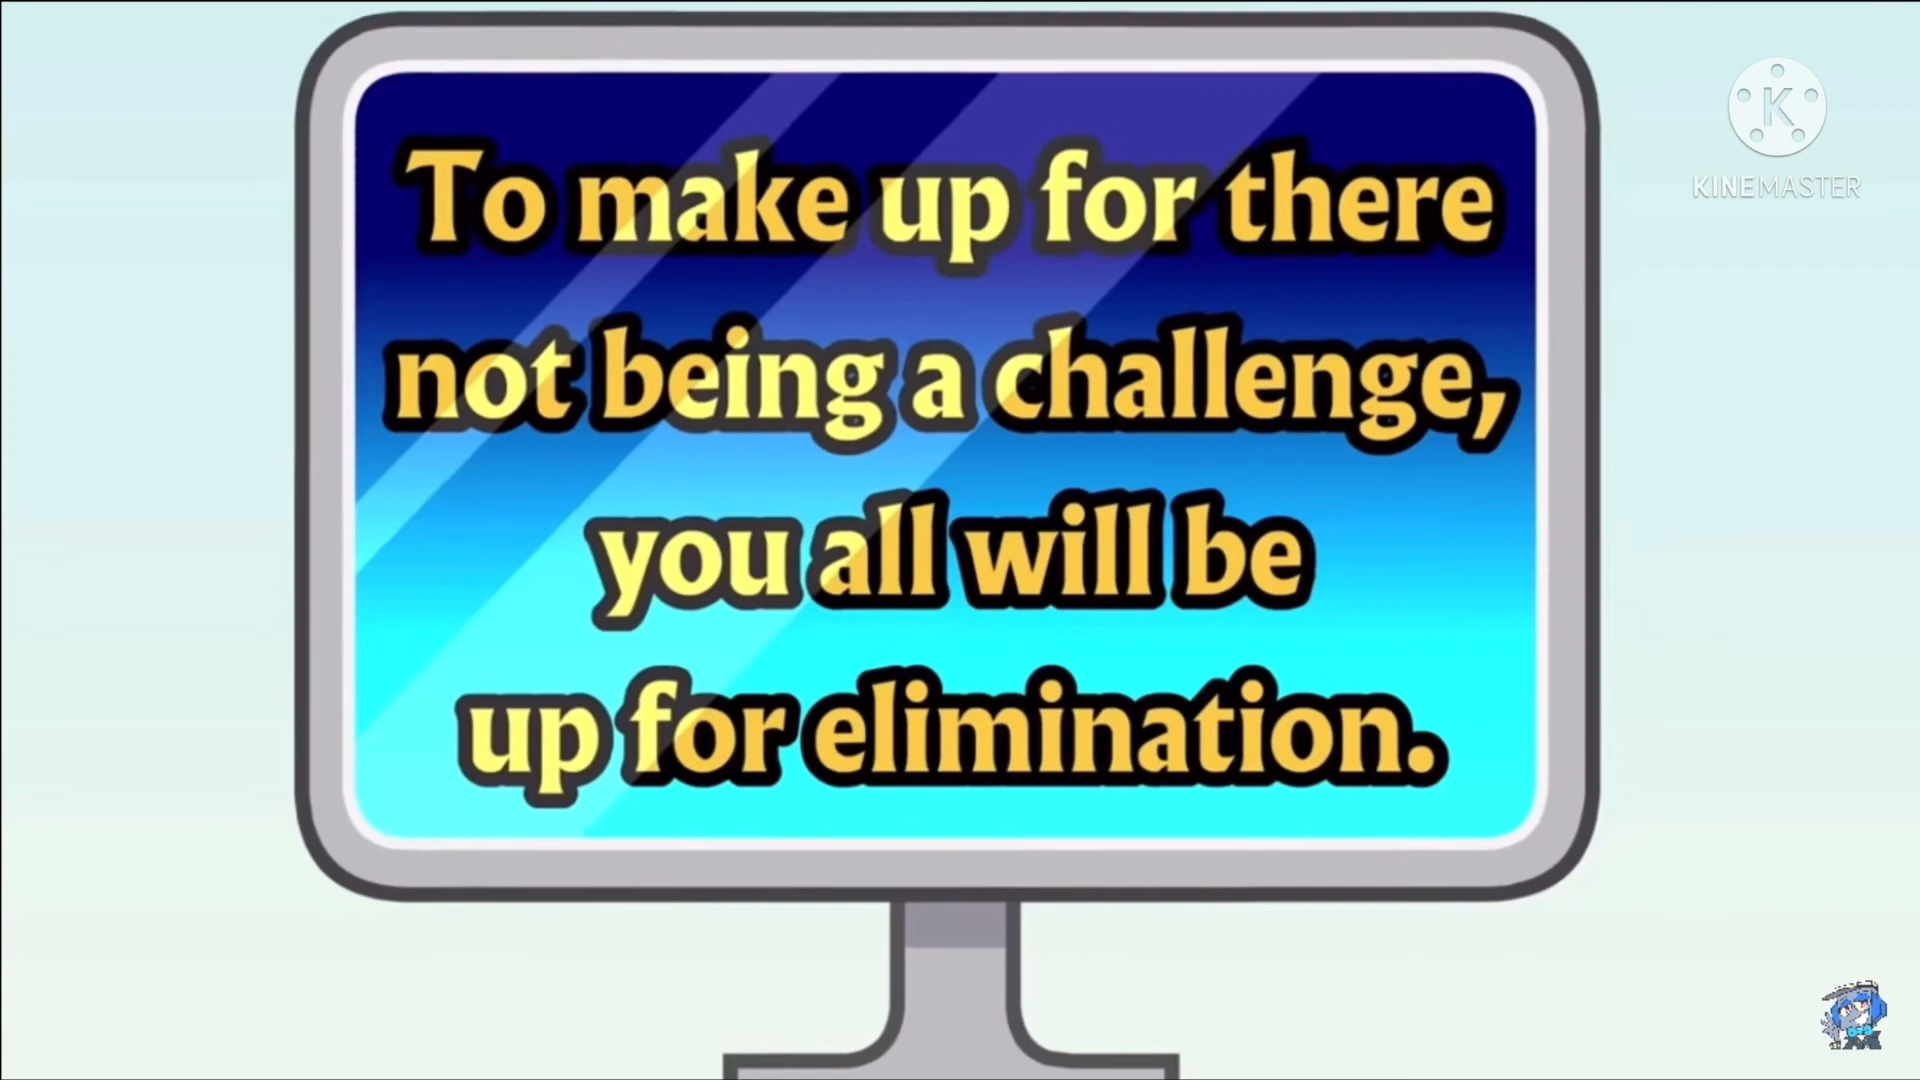 To make up for there
not being a challenge,
you all will be
up for elimination.
K
KINEMASTER